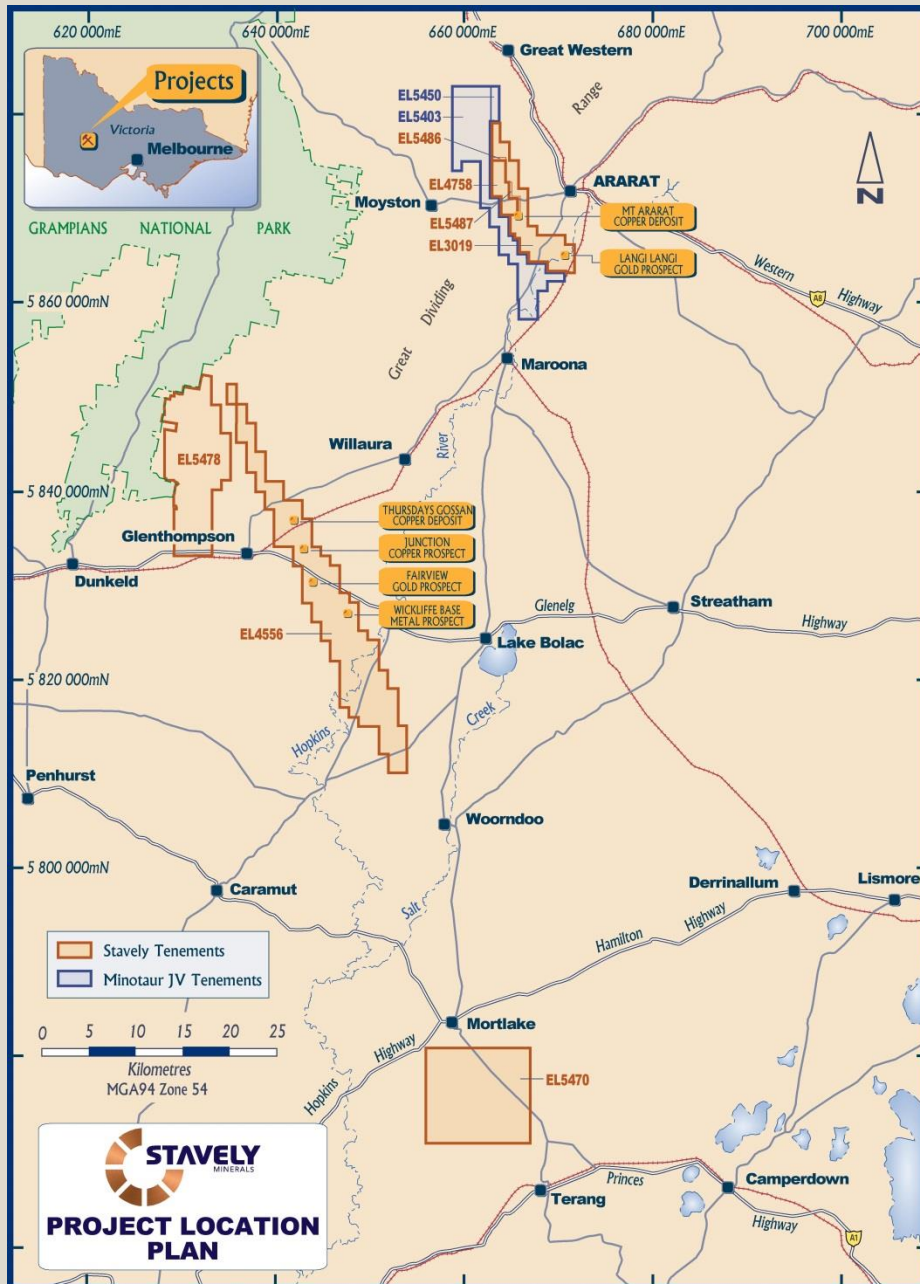 620 000mE
640 000mE
660 000mE
680 000mE
700 000mE
Projects
Victoria
Melbourne
Great Western
Range
EL5450
EL5403
EL5486
EL4758
EL5487
EL3019
N
ARARAT
Moyston
MT ARARAT
COPPER DEPOSIT
LANGI LANGI
GOLD PROSPECT
GRAMPIANS NATIONAL PARK
Western
Highway
A8
5 860 000mN
Great Dividing
Maroona
Willaura
River
EL5478
5 840 000mN
THURSDAYS GOSSAN
COPPER DEPOSIT
JUNCTION
COPPER PROSPECT
FAIRVIEW
GOLD PROSPECT
WICKLIFFE BASE
METAL PROSPECT
Glenthompson
Dunkeld
EL4556
Glenelg
Highway
Streatham
Lake Bolac
5 820 000mN
Hopkins
Creek
Penhurst
Woorndoo
5 800 000mN
Caramut
Salt
Derrinallum
Lismore
Hamilton
Highway
Stavely Tenements
Minotaur JV Tenements
0 5 10 15 20 25
Kilometres
MGA94 Zone 54
Mortlake
Hopkins
Highway
EL5470
STAVELY
MINERALS
PROJECT LOCATION
PLAN
Terang
Princes
Highway
Camperdown
A1